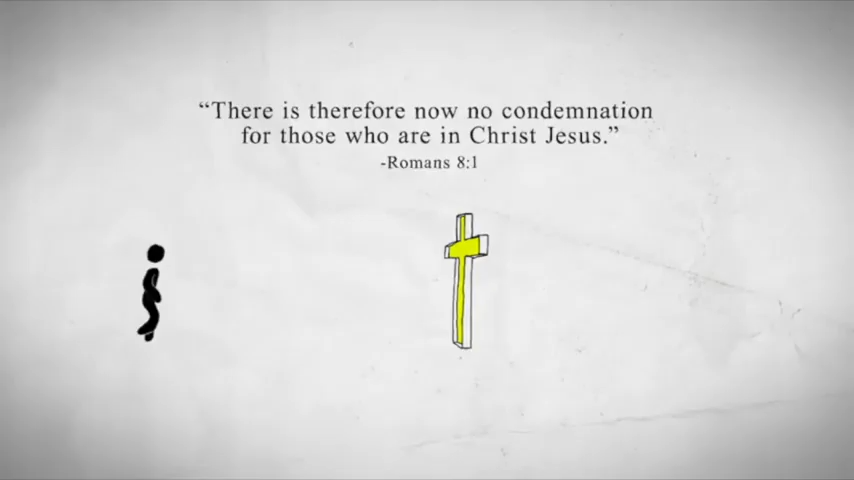 “There is therefore now no condemnation
for those who are in Christ Jesus.”
-Romans 8:1